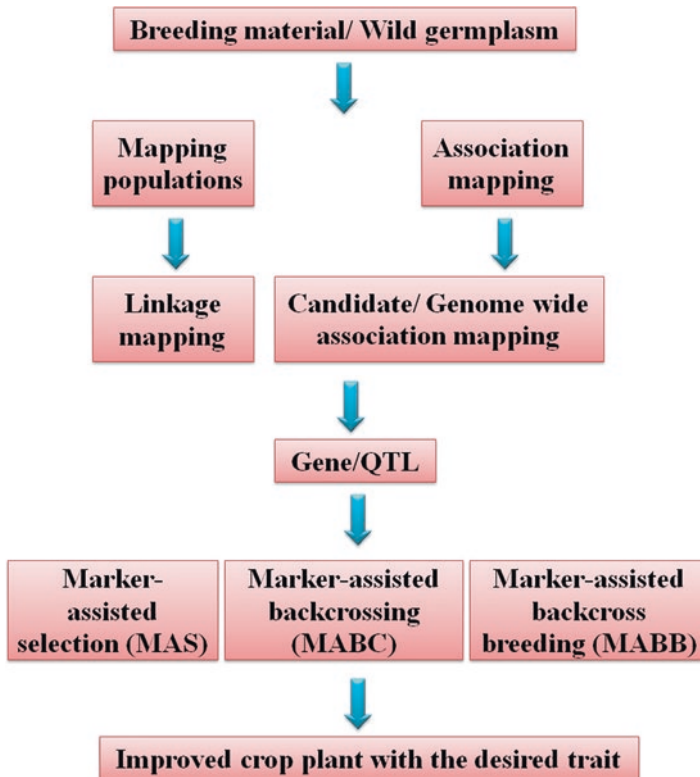 Breeding material/ Wild germplasm
Mapping
populations
Association
mapping
Linkage
mapping
Candidate/ Genome wide
association mapping
Gene/QTL
Marker-
assisted
selection (MAS)
Marker-assisted
backcrossing
(MABC)
Marker-assisted
backcross
breeding (MABB)
Improved crop plant with the desired trait